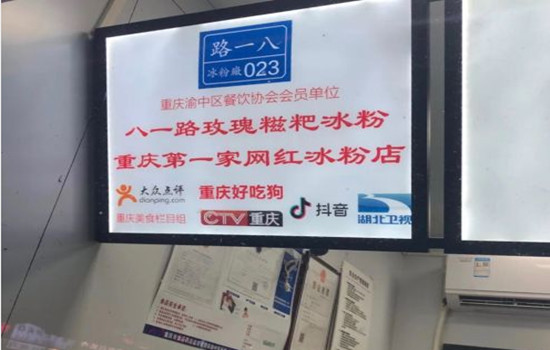 路一八
冰粉廠023
重庆渝中区餐饮协会会员单位
八一路玫瑰糍粑冰粉
重庆第一家网红冰粉店
大众点评
dianping.com
重庆好吃狗
抖音
重庆美食栏目组
CTV重庆
湖北卫视